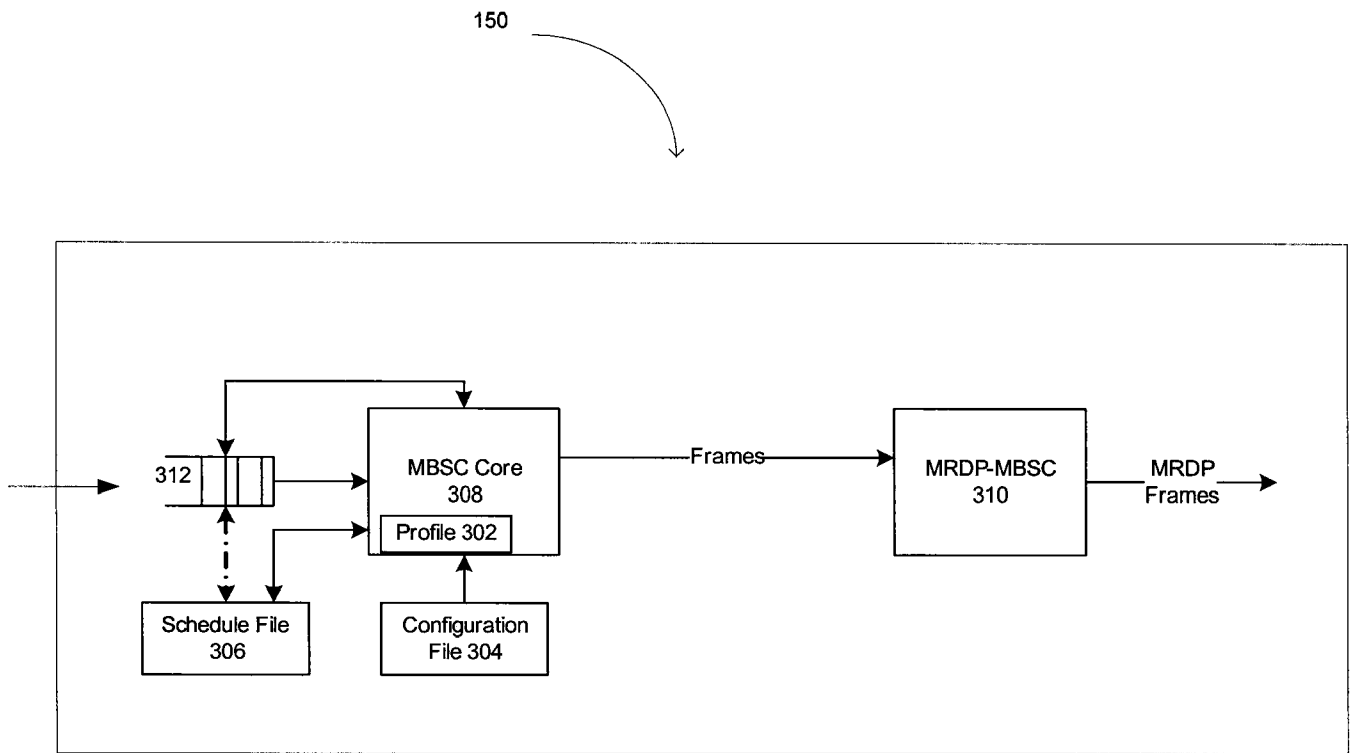 150
312
MBSC Core
308
Profile 302
Frames
MRDP-MBSC
310
MRDP
Frames
Schedule File
306
Configuration
File 304